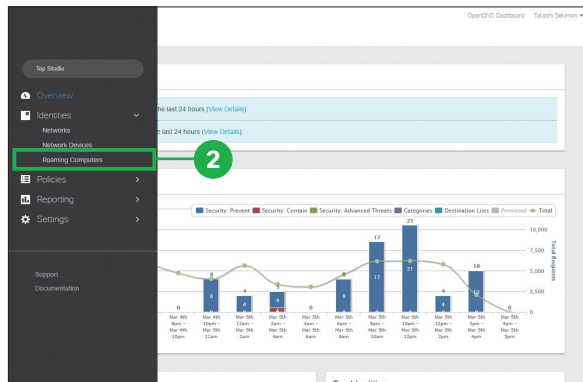 OpenDNS Dashboard Takashi Sekimori
Top Studio
Overview
he last 24 hours (View Details)
Identities
Networks
e last 24 hours (View Details)
Network Devices
Roaming Computers
2
Policies
Reporting
Settings
Security: Prevent Security: Contain Security: Advanced Threats Categories Destination Lists Permitted Total
21
17
10,000
7,500
5,000
2,500
0
Total Requests
8
10
8
4
5
4
0
0
0
8
4
4
8
17
21
4
10
Support
Documentation
Mar 4th 8pm - Mar 4th 10pm
Mar 4th 10pm - Mar 5th 12am
Mar 5th 12am - Mar 5th 2am
Mar 5th 2am - Mar 5th 4am
Mar 5th 4am - Mar 5th 6am
Mar 5th 6am - Mar 5th 8am
Mar 5th 8am - Mar 5th 10am
Mar 5th 10am - Mar 5th 12pm
Mar 5th 12pm - Mar 5th 2pm
Mar 5th 2pm - Mar 5th 4pm
Mar 5th 4pm - Mar 5th 5pm